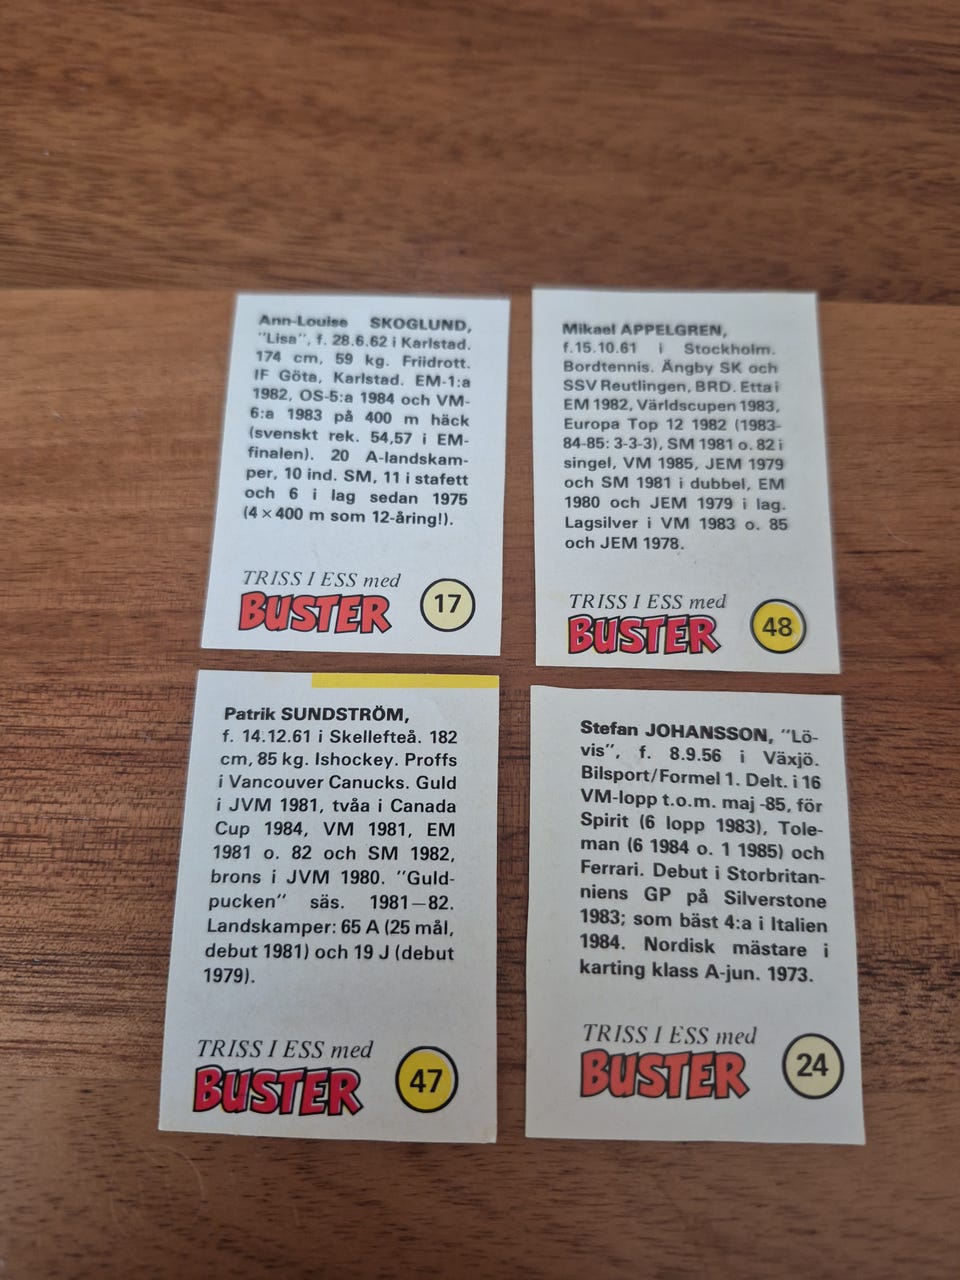 Ann-Louise SKOGLUND,
"Lisa", f. 28.6.62 i Karlstad.
174 cm, 59 kg. Friidrott.
IF Göta, Karlstad. EM-1:a
1982, OS-5:a 1984 och VM-
6:a 1983 på 400 m häck
(svenskt rek. 54,57 i EM-
finalen). 20 A-landskam-
per, 10 ind. SM, 11 i stafett
och 6 i lag sedan 1975
(4 × 400 m som 12-åring!).
TRISS I ESS med
BUSTER
17
Mikael APPELGREN,
f.15.10.61 i Stockholm.
Bordtennis. Ängby SK och
SSV Reutlingen, BRD. Etta i
EM 1982, Världscupen 1983,
Europa Top 12 1982 (1983-
84-85: 3-3-3), SM 1981 o. 82 i
singel, VM 1985, JEM 1979
och SM 1981 i dubbel, EM
1980 och JEM 1979 i lag.
Lagsilver i VM 1983 o. 85
och JEM 1978.
TRISS I ESS med
BUSTER
48
Patrik SUNDSTRÖM,
f. 14.12.61 i Skellefteå. 182
cm, 85 kg. Ishockey. Proffs
i Vancouver Canucks. Guld
i JVM 1981, tvåa i Canada
Cup 1984, VM 1981, EM
1981 o. 82 och SM 1982,
brons i JVM 1980. "Guld-
pucken" säs. 1981—82.
Landskamper: 65 A (25 mål,
debut 1981) och 19 J (debut
1979).
TRISS I ESS med
BUSTER
47
Stefan JOHANSSON, "Lö-
vis", f. 8.9.56 i Växjö.
Bilsport/Formel 1. Delt. i 16
VM-lopp t.o.m. maj -85, för
Spirit (6 lopp 1983), Tole-
man (6 1984 o. 1 1985) och
Ferrari. Debut i Storbritan-
niens GP på Silverstone
1983; som bäst 4:a i Italien
1984. Nordisk mästare i
karting klass A-jun. 1973.
TRISS I ESS med
BUSTER
24